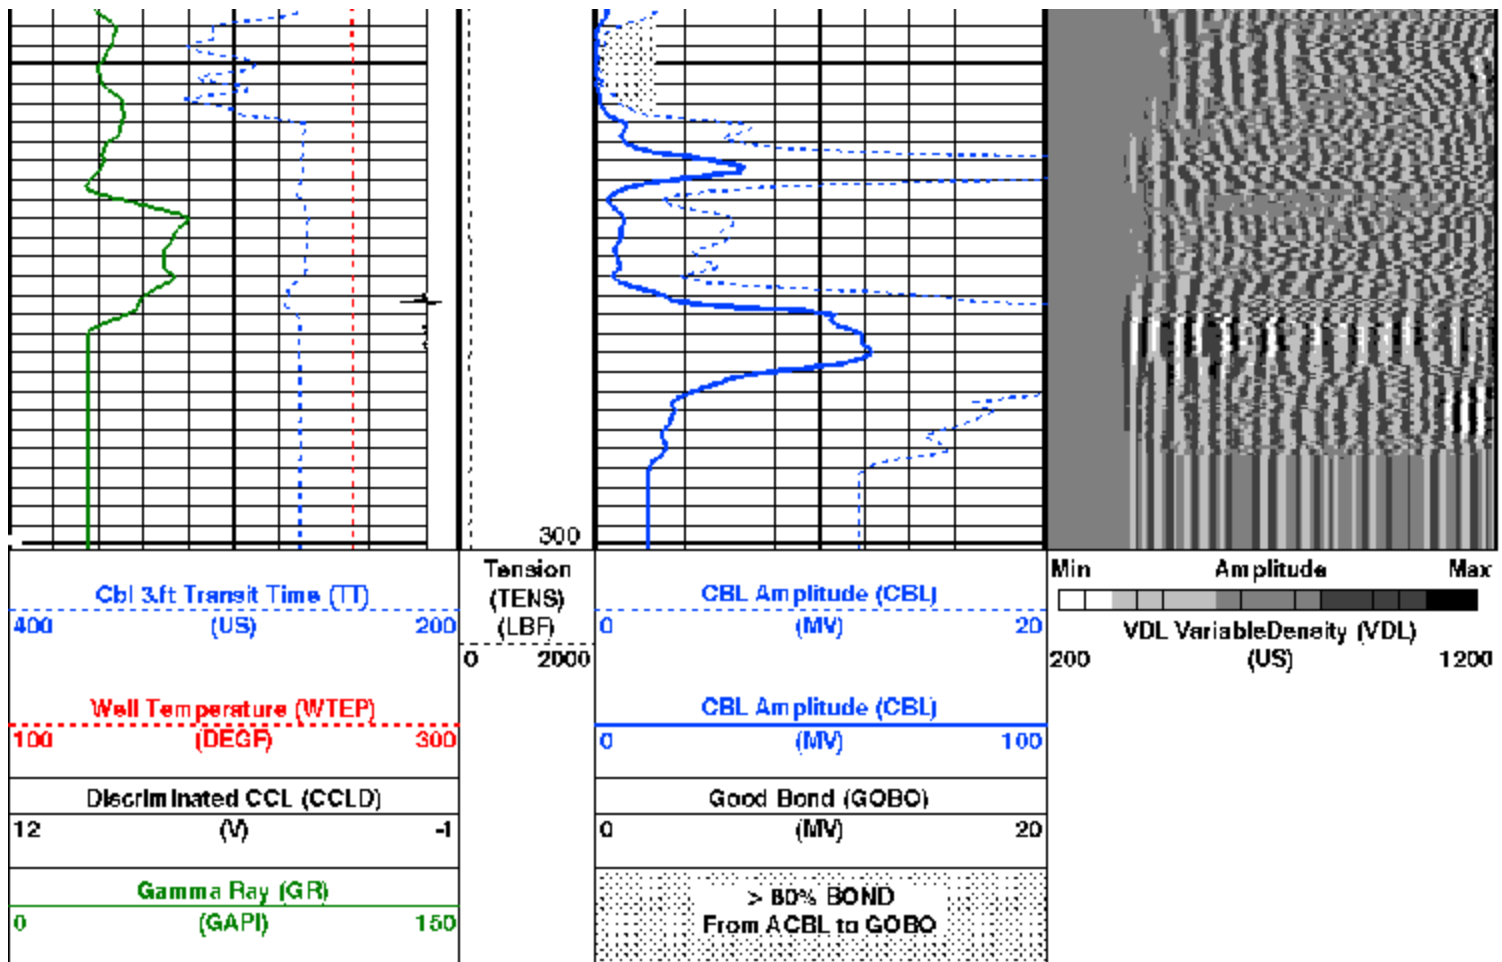 300
Cbl 3.ft Transit Time (TT)
400 (US) 200
Well Temperature (WTEP)
100 (DEGF) 300
Discriminated CCL (CCLD)
12 (V) -1
Gamma Ray (GR)
0 (GAPI) 150
Tension
(TENS)
(LBF)
0 2000
CBL Amplitude (CBL)
0 (MV) 20
CBL Amplitude (CBL)
0 (MV) 100
Good Bond (GOBO)
0 (MV) 20
> 80% BOND
From ACBL to GOBO
Min Amplitude Max
VDL VariableDensity (VDL)
200 (US) 1200